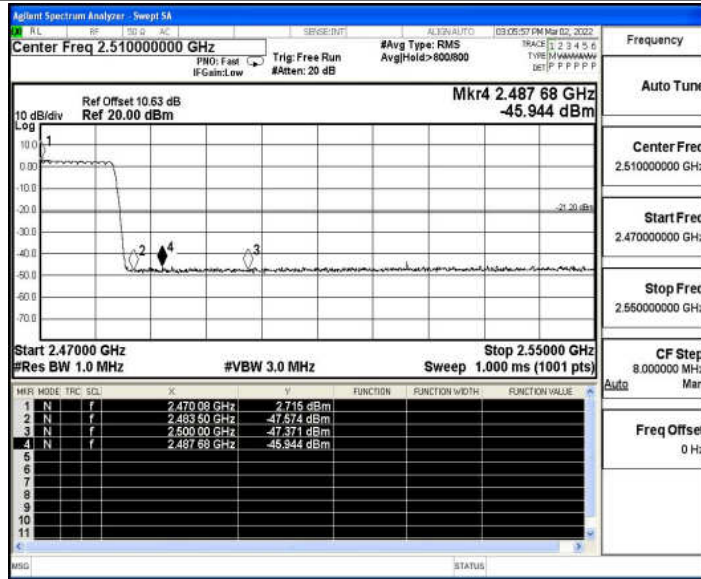 Agilent Spectrum Analyzer - Swept SA
RL RF 50 Ω AC SENSE:INT ALIGN AUTO 03:05:57 PM Mar 02, 2022
Center Freq 2.510000000 GHz
PNO: Fast
IFGain:Low
Trig: Free Run
#Atten: 20 dB
#Avg Type: RMS
Avg|Hold>800/800
TRACE 1 2 3 4 5 6
TYPE M
DET P P P P P P
Frequency
Ref Offset 10.63 dB
10 dB/div Ref 20.00 dBm
Log
Mkr4 2.487 68 GHz
-45.944 dBm
10.0
0.00
-10.0
-20.0
-30.0
-40.0
-50.0
-60.0
-70.0
1
2
4
3
-21.20 dBm
Start 2.47000 GHz Stop 2.55000 GHz
#Res BW 1.0 MHz #VBW 3.0 MHz Sweep 1.000 ms (1001 pts)
MKR MODE TRC SCL X Y FUNCTION FUNCTION WIDTH FUNCTION VALUE
1 N f 2.470 08 GHz 2.715 dBm
2 N f 2.483 50 GHz -47.574 dBm
3 N f 2.500 00 GHz -47.371 dBm
4 N f 2.487 68 GHz -45.944 dBm
5
6
7
8
9
10
11
MSG STATUS
Auto Tune
Center Freq
2.510000000 GHz
Start Freq
2.470000000 GHz
Stop Freq
2.550000000 GHz
CF Step
8.000000 MHz
Auto Man
Freq Offset
0 Hz